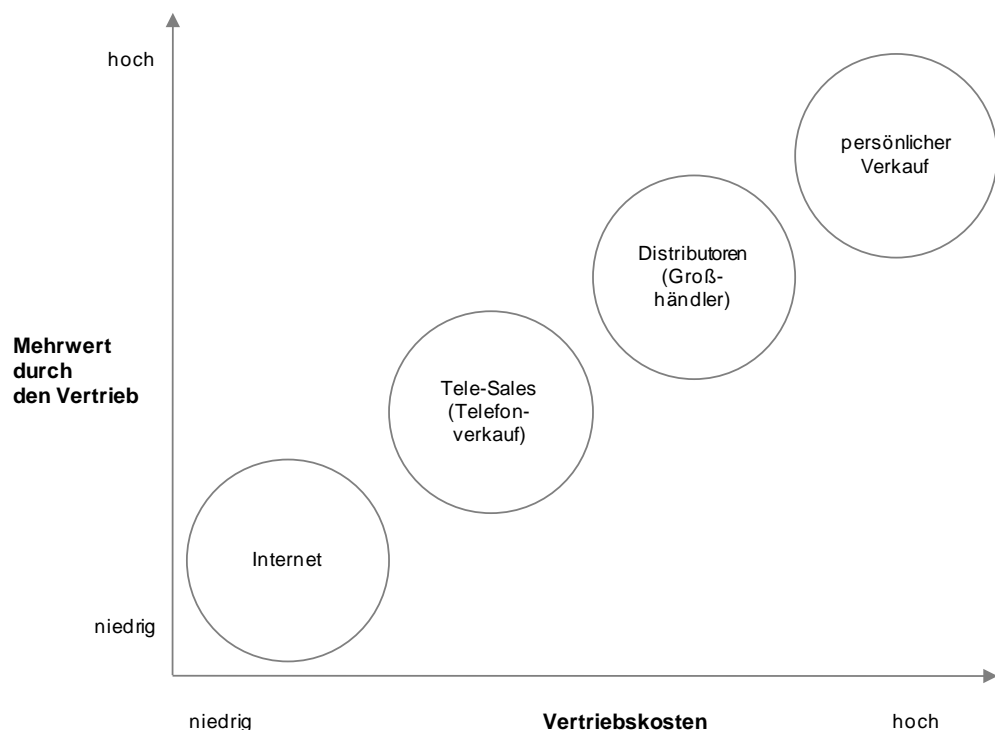 hoch
persönlicher
Verkauf
Distributoren
(Groß-
händler)
Mehrwert
durch
den Vertrieb
Tele-Sales
(Telefon-
verkauf)
Internet
niedrig
niedrig
Vertriebskosten
hoch